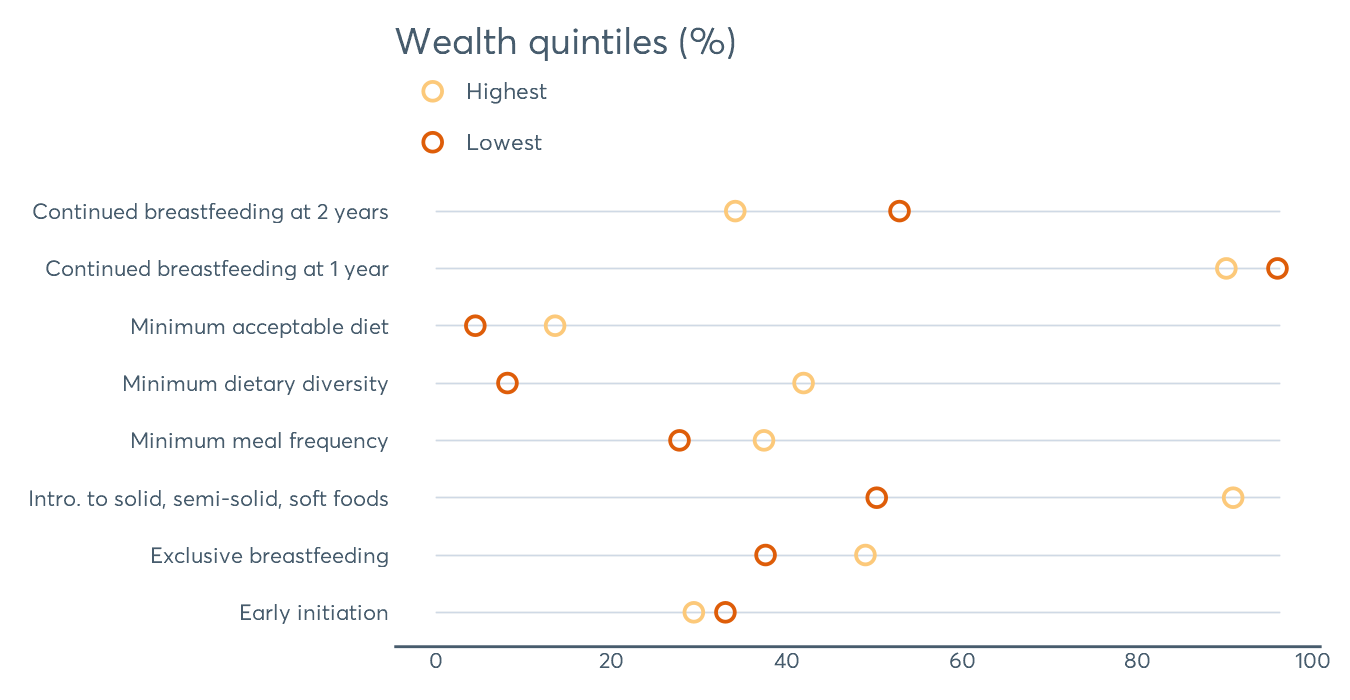 Wealth quintiles (%)
Highest
Lowest
Continued breastfeeding at 2 years
Continued breastfeeding at 1 year
Minimum acceptable diet
Minimum dietary diversity
Minimum meal frequency
Intro. to solid, semi-solid, soft foods
Exclusive breastfeeding
Early initiation
0 20 40 60 80 100